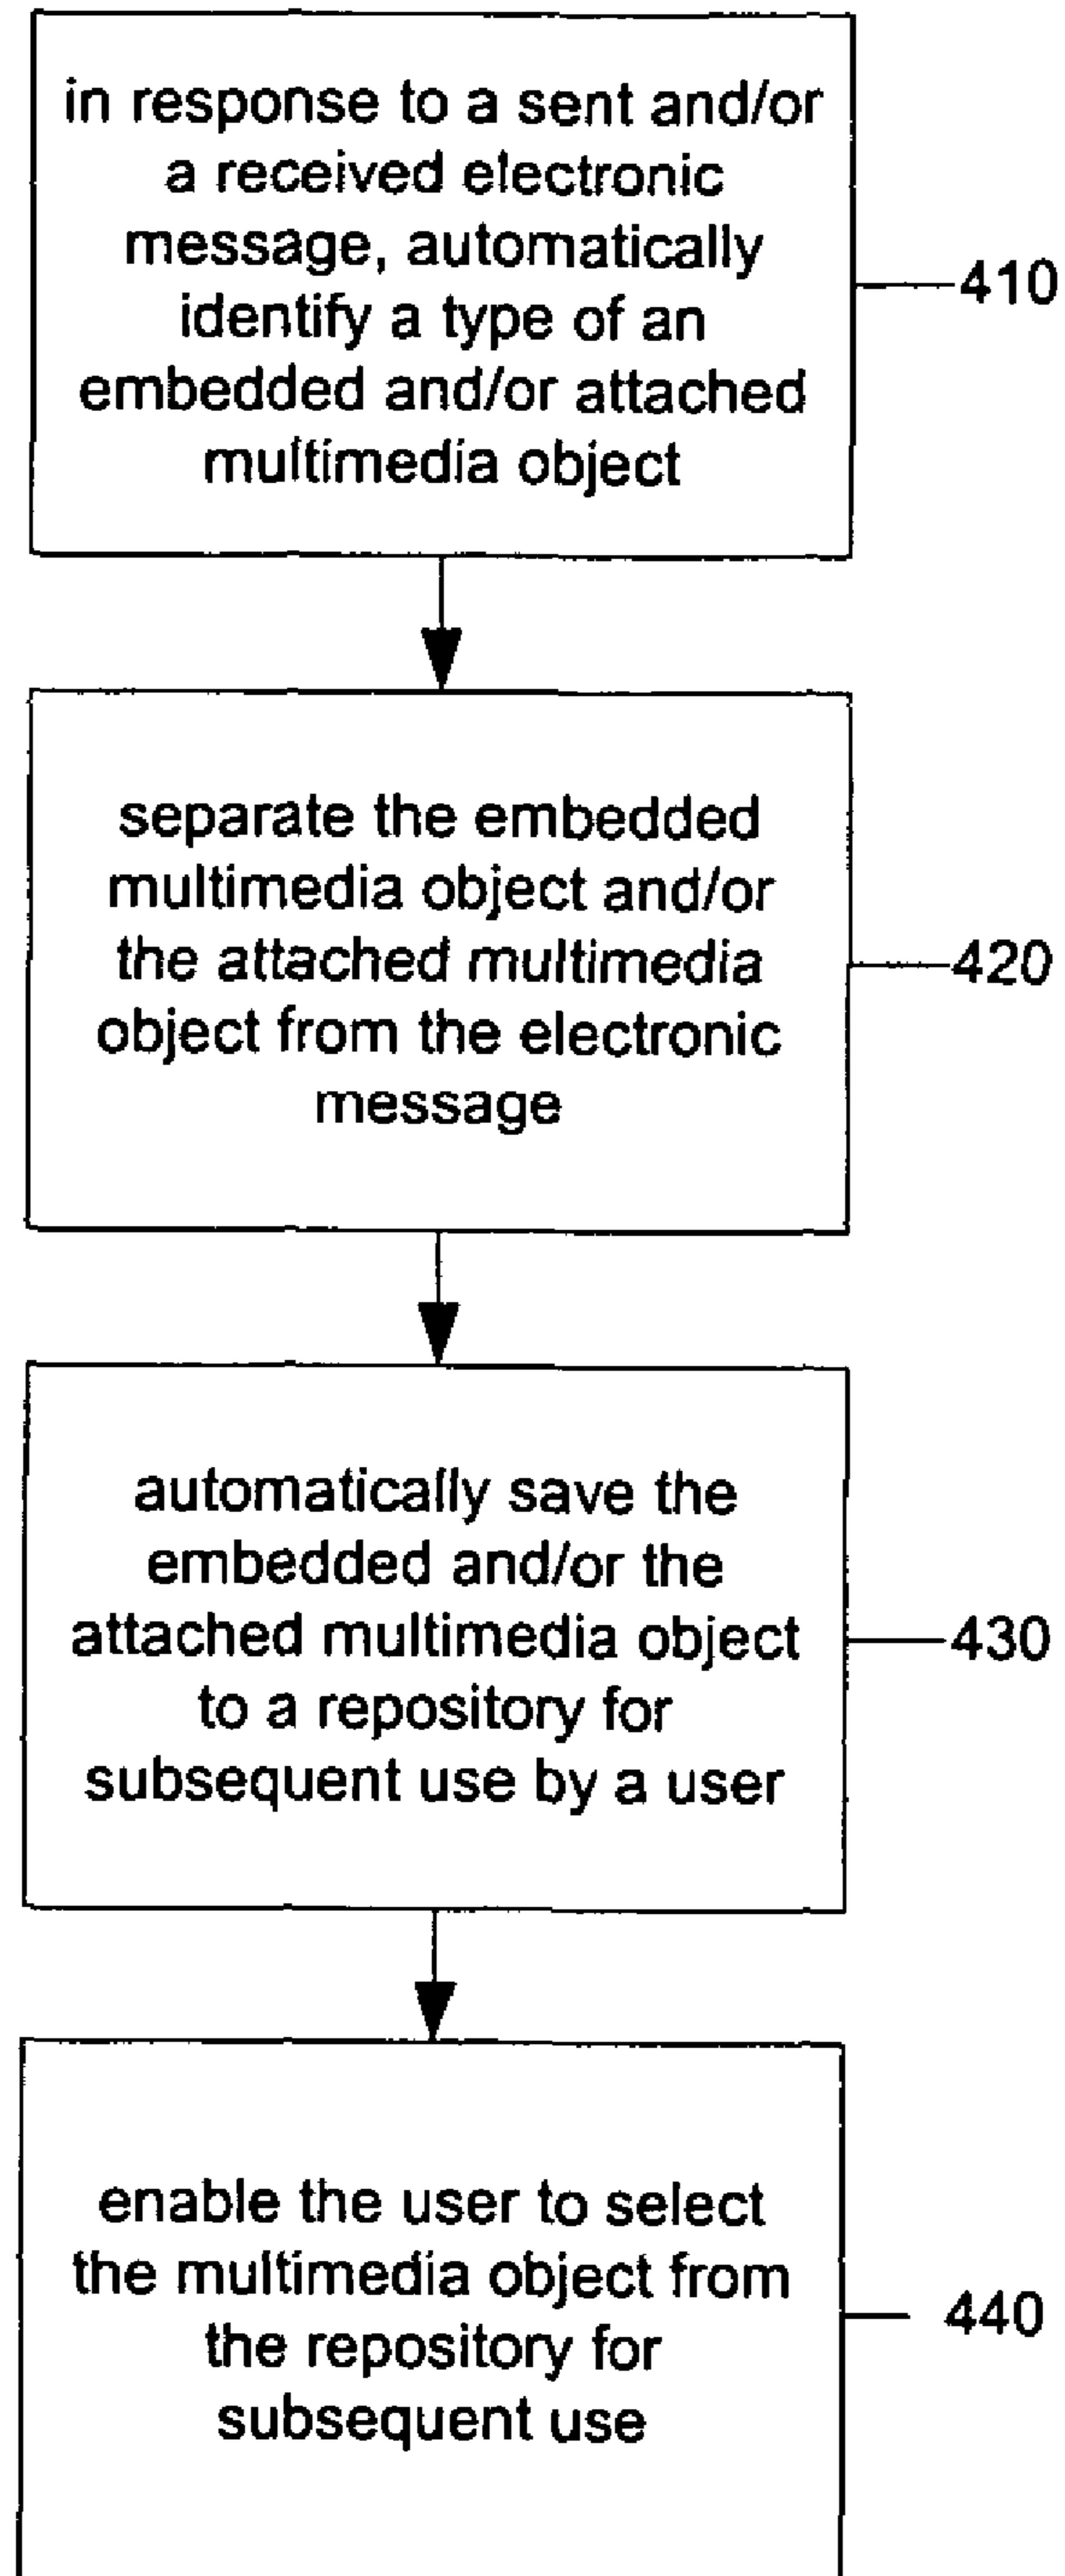 in response to a sent and/or
a received electronic
message, automatically
identify a type of an
embedded and/or attached
multimedia object
410
separate the embedded
multimedia object and/or
the attached multimedia
object from the electronic
message
420
automatically save the
embedded and/or the
attached multimedia object
to a repository for
subsequent use by a user
430
enable the user to select
the multimedia object from
the repository for
subsequent use
440